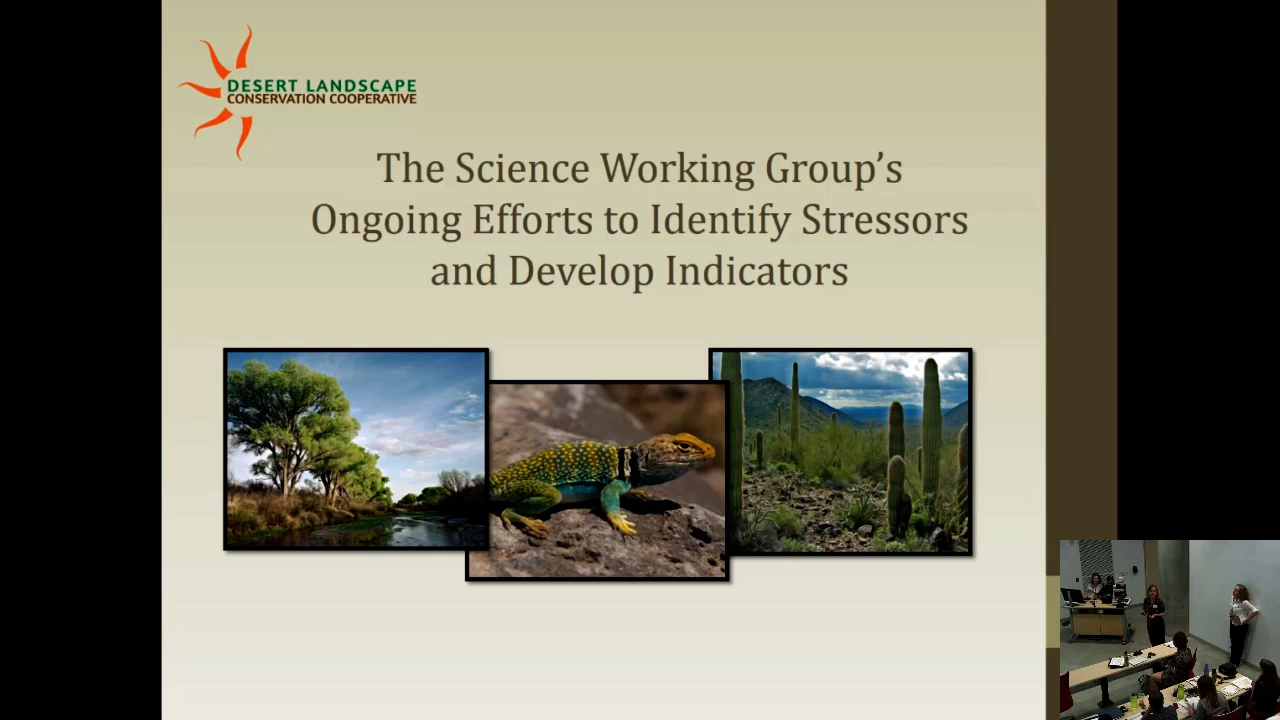 DESERT LANDSCAPE
CONSERVATION COOPERATIVE
The Science Working Group’s
Ongoing Efforts to Identify Stressors
and Develop Indicators